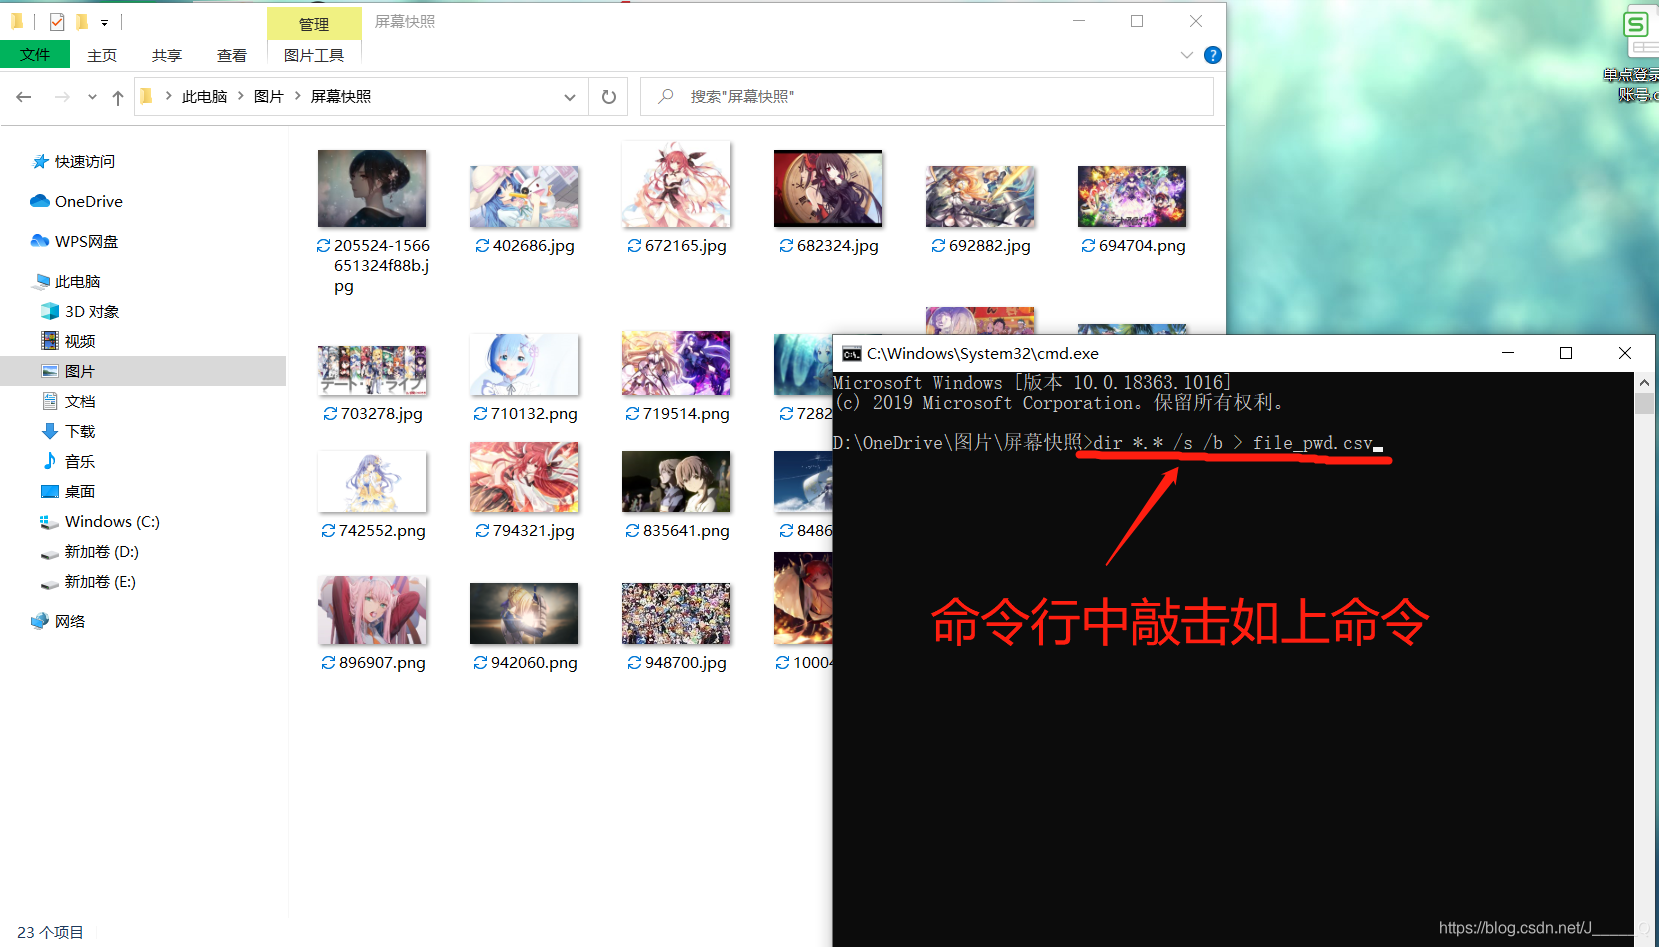 管理
屏幕快照
文件
主页
共享
查看
图片工具
此电脑 > 图片 > 屏幕快照
搜索"屏幕快照"
快速访问
OneDrive
WPS网盘
此电脑
3D 对象
视频
图片
文档
下载
音乐
桌面
Windows (C:)
新加卷 (D:)
新加卷 (E:)
网络
205524-1566
651324f88b.j
pg
402686.jpg
672165.jpg
682324.jpg
692882.jpg
694704.png
703278.jpg
710132.png
719514.png
7282
742552.png
794321.jpg
835641.png
8486
896907.png
942060.png
948700.jpg
1000
23 个项目
单点登录
账号.c
C:\Windows\System32\cmd.exe
Microsoft Windows [版本 10.0.18363.1016]
(c) 2019 Microsoft Corporation。保留所有权利。
D:\OneDrive\图片\屏幕快照>dir *.* /s /b > file_pwd.csv
命令行中敲击如上命令
https://blog.csdn.net/J_____Q